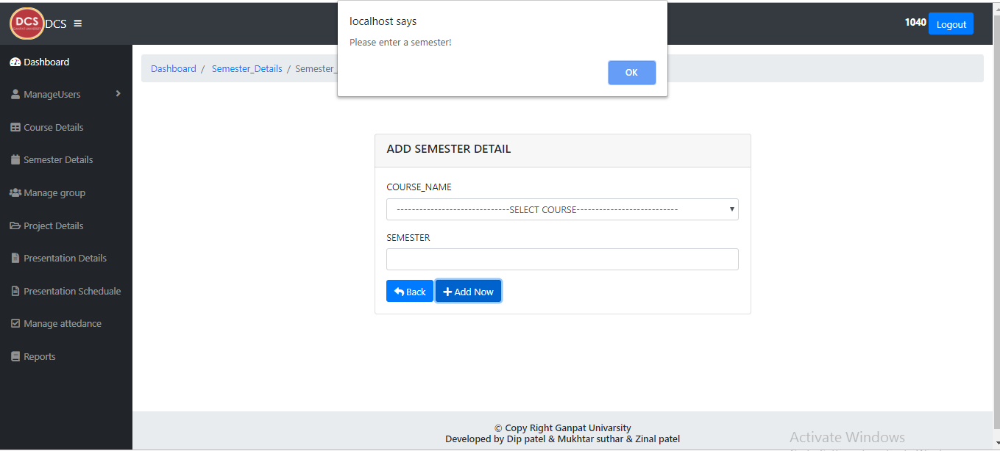 localhost says
Please enter a semester!
OK
DCS
GANPAT UNIVERSITY
DCS
1040
Logout
Dashboard
ManageUsers
Course Details
Semester Details
Manage group
Project Details
Presentation Details
Presentation Scheduale
Manage attedance
Reports
Dashboard / Semester_Details / Semester_
ADD SEMESTER DETAIL
COURSE_NAME
------------------------------SELECT COURSE---------------------------
SEMESTER
Back
Add Now
© Copy Right Ganpat Univarsity
Developed by Dip patel & Mukhtar suthar & Zinal patel
Activate Windows